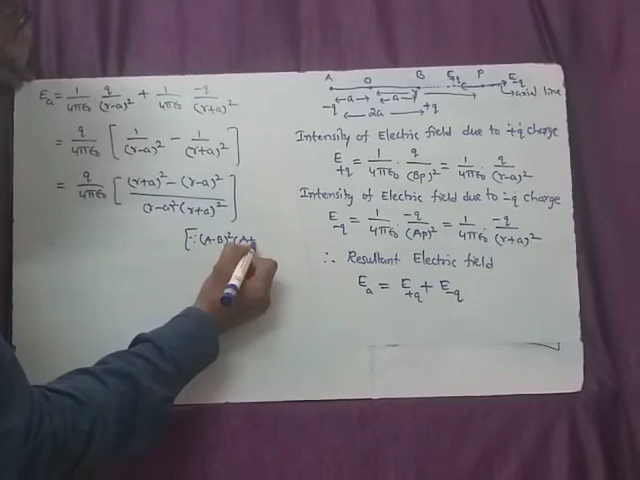 E_a = 1/4πε₀ q/(r-a)² + 1/4πε₀ -q/(r+a)²
= q/4πε₀ [ 1/(r-a)² - 1/(r+a)² ]
= q/4πε₀ [ (r+a)² - (r-a)² / (r-a)²(r+a)² ]
[∵ (A-B)²(A+
A O B E+q P E-q
←a→ ←a→ axial line
-q ← 2a → +q
Intensity of Electric field due to +q charge
E+q = 1/4πε₀ . q/(BP)² = 1/4πε₀ . q/(r-a)²
Intensity of Electric field due to -q charge
E-q = 1/4πε₀ . -q/(AP)² = 1/4πε₀ . -q/(r+a)²
∴ Resultant Electric field
E_a = E+q + E-q